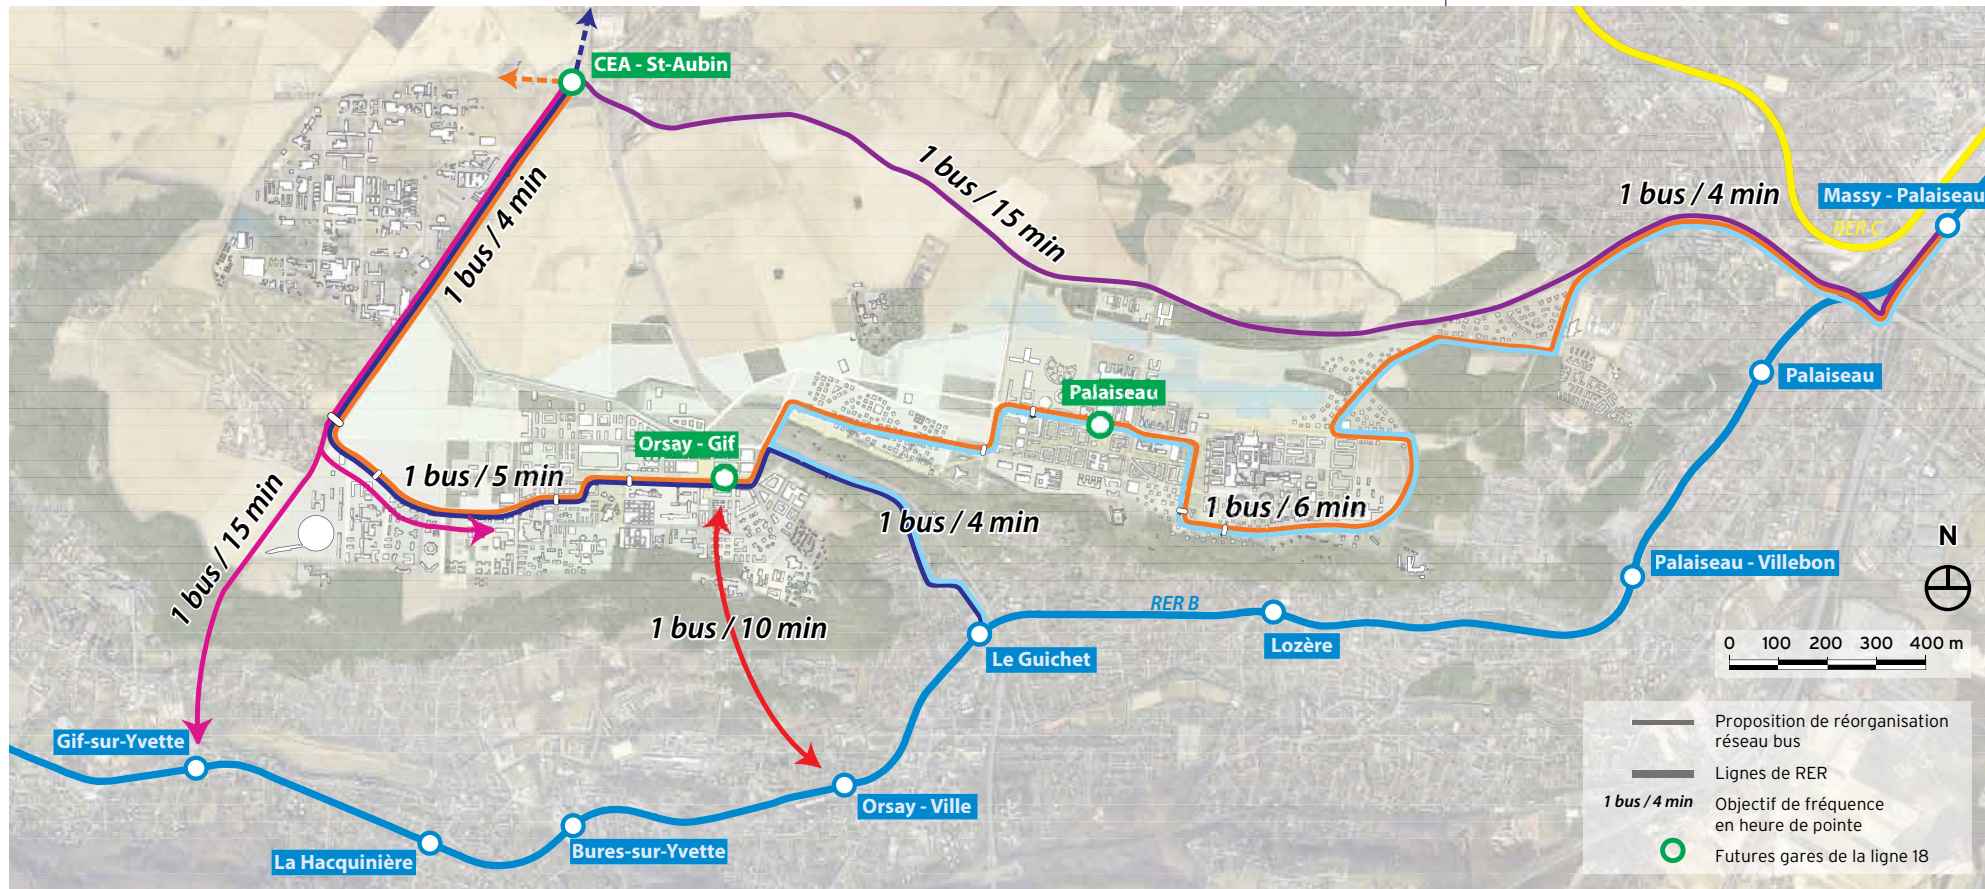 CEA - St-Aubin
1 bus / 4 min
1 bus / 15 min
1 bus / 4 min
Massy - Palaiseau
RER C
Palaiseau
Palaiseau
Orsay - Gif
1 bus / 5 min
1 bus / 15 min
1 bus / 4 min
1 bus / 6 min
Palaiseau - Villebon
N
RER B
1 bus / 10 min
Le Guichet
Lozère
0 100 200 300 400 m
Gif-sur-Yvette
Orsay - Ville
La Hacquinière
Bures-sur-Yvette
Proposition de réorganisation
réseau bus
Lignes de RER
1 bus / 4 min Objectif de fréquence
en heure de pointe
Futures gares de la ligne 18